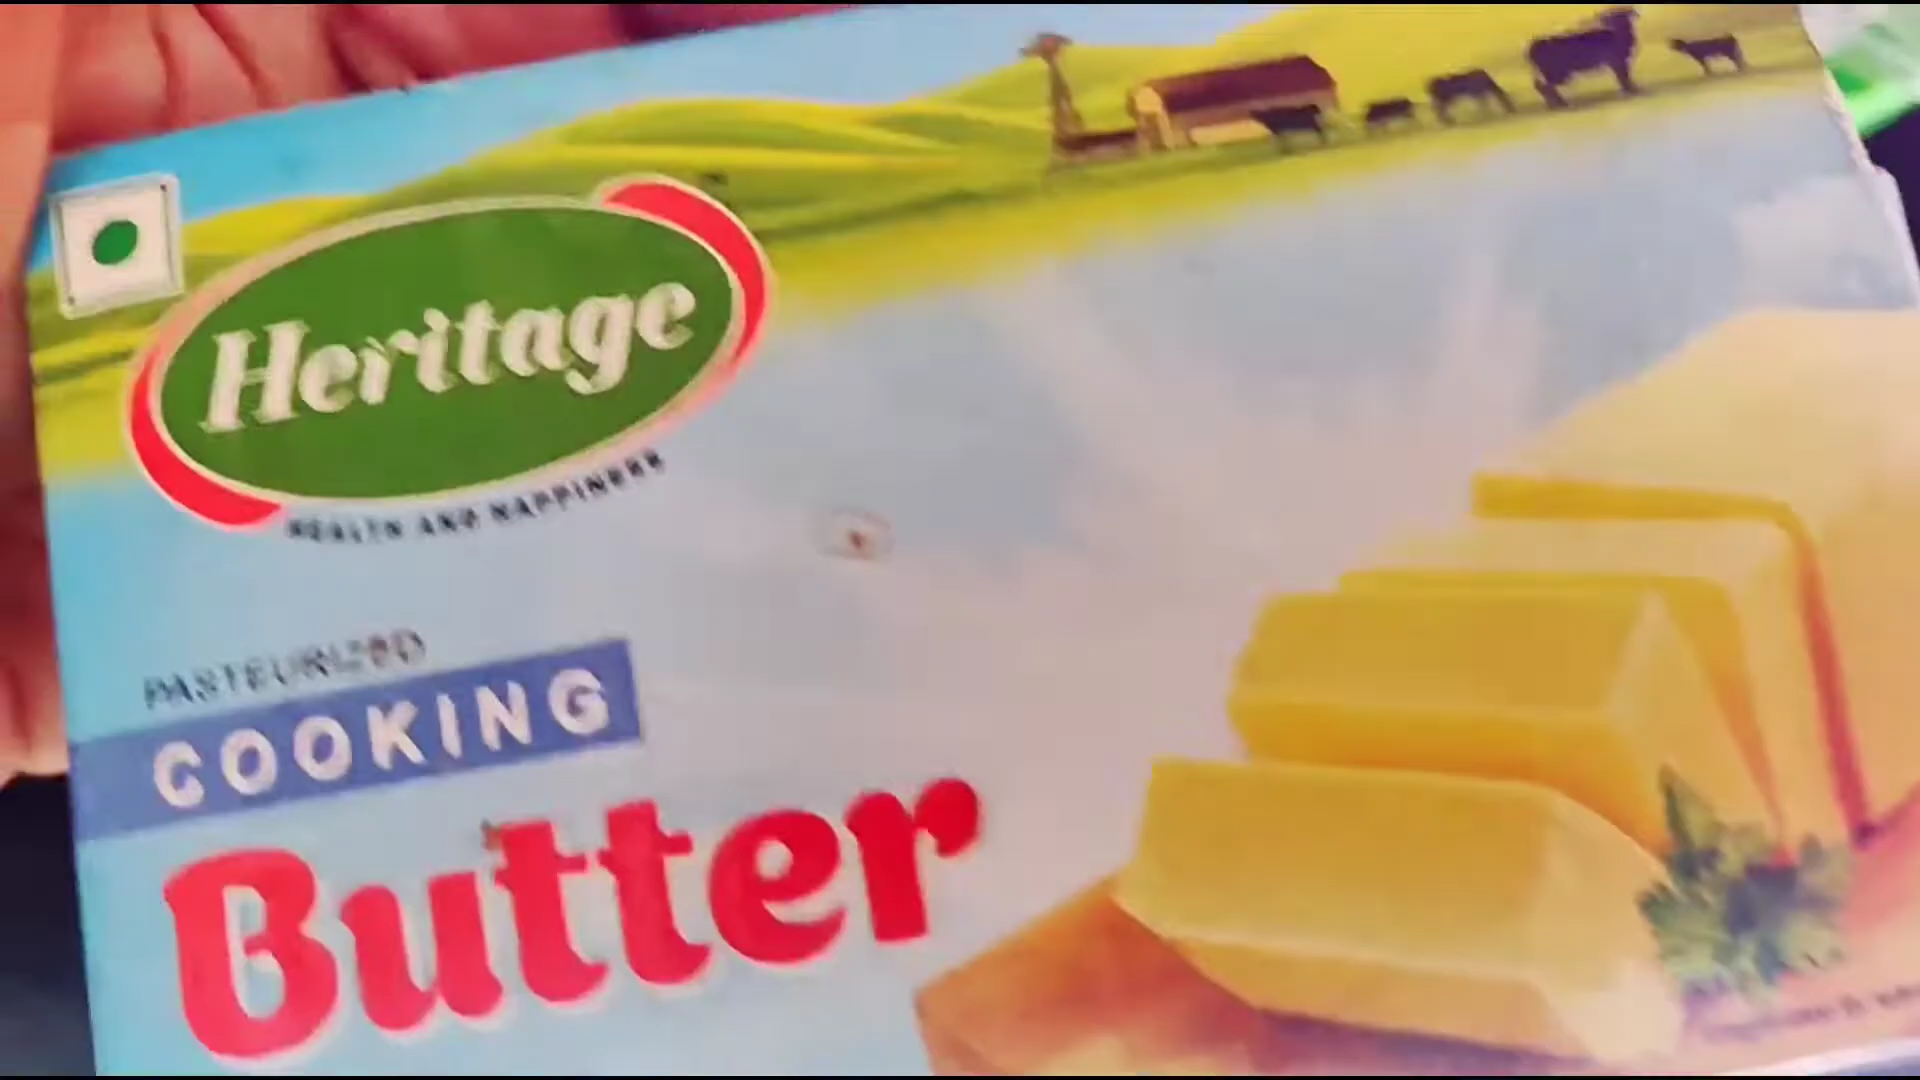 Heritage
HEALTH AND HAPPINESS
PASTEURIZED
COOKING
Butter